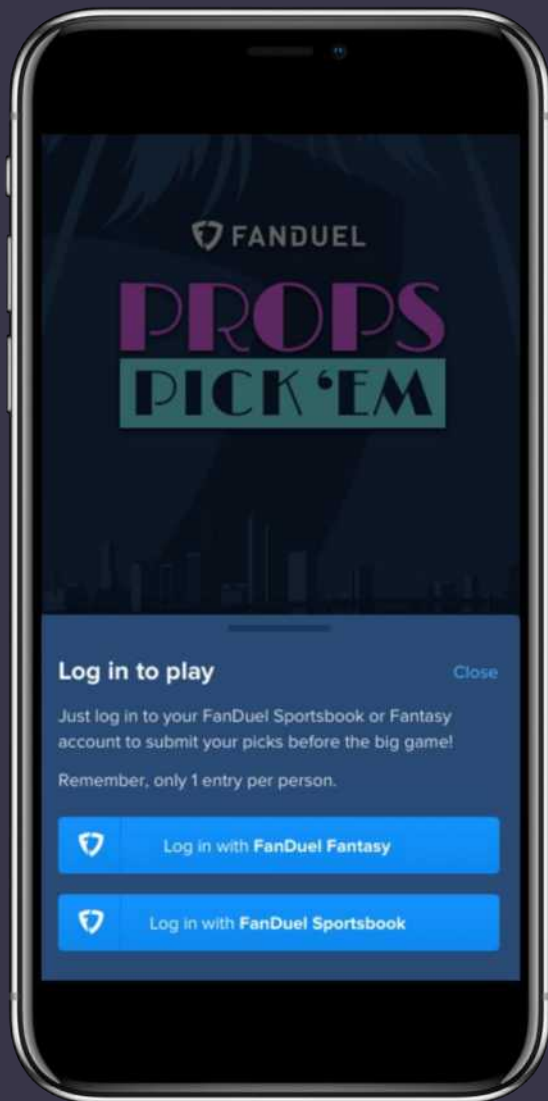 FANDUEL
PROPS
PICK ‘EM
Log in to play
Close
Just log in to your FanDuel Sportsbook or Fantasy
account to submit your picks before the big game!
Remember, only 1 entry per person.
Log in with FanDuel Fantasy
Log in with FanDuel Sportsbook